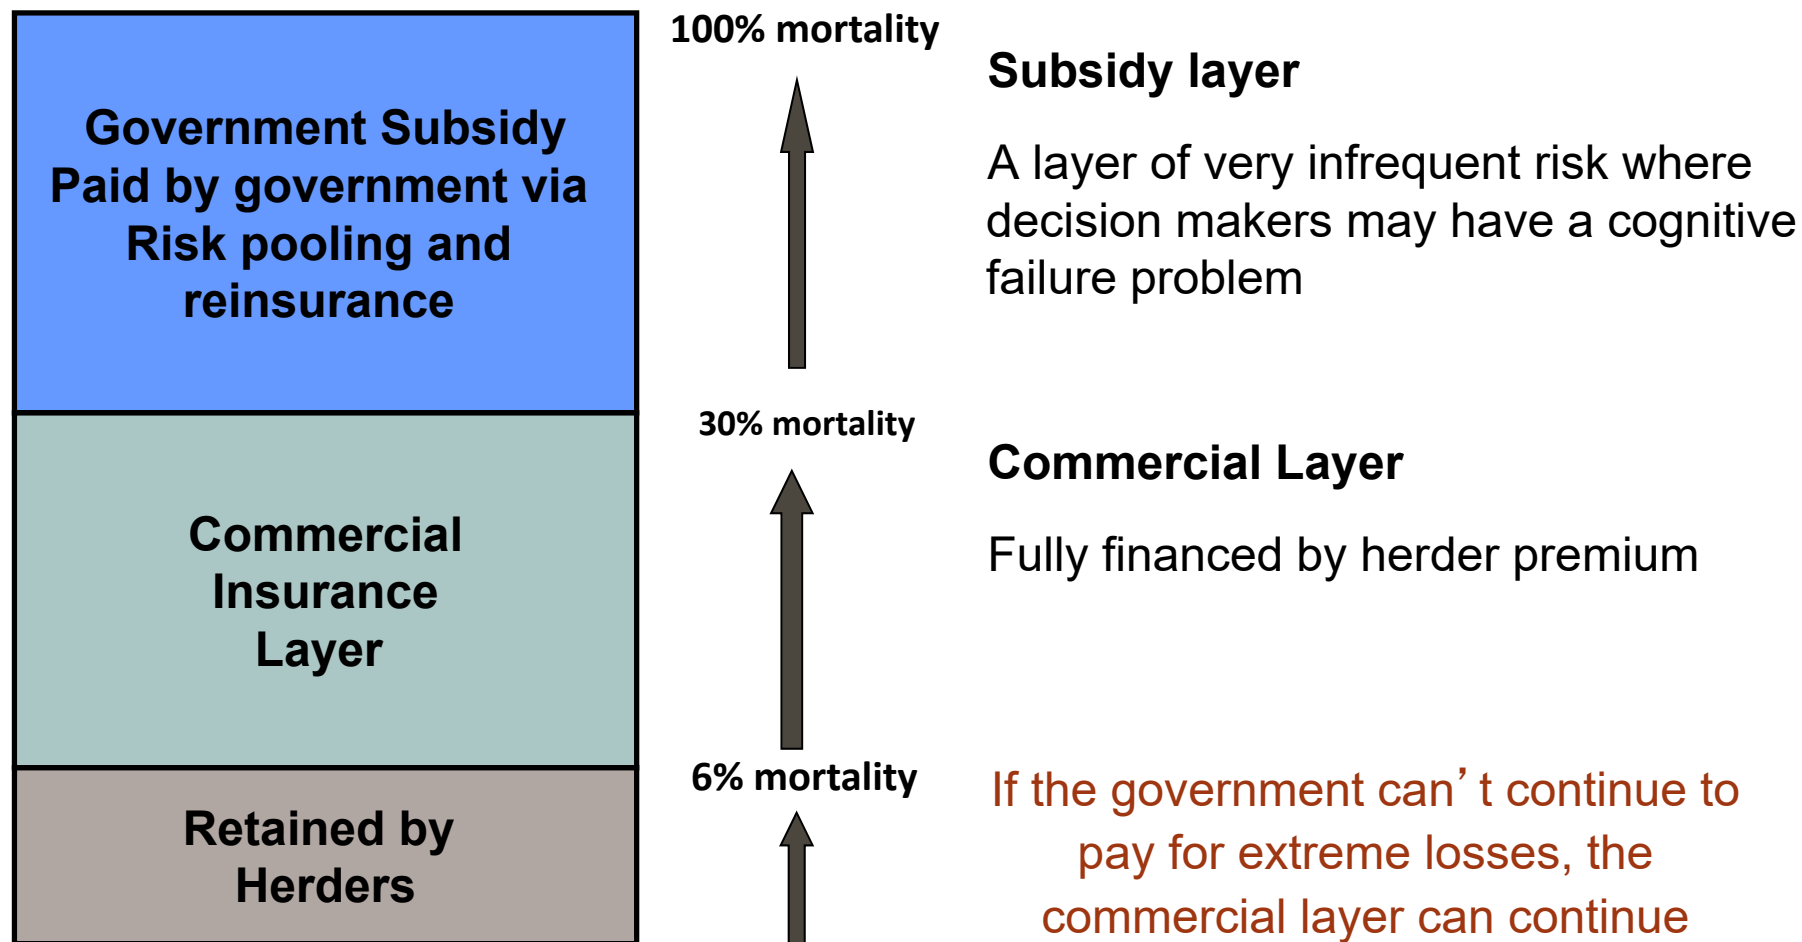 Government Subsidy
Paid by government via
Risk pooling and
reinsurance
Commercial
Insurance
Layer
Retained by
Herders
100% mortality
30% mortality
6% mortality
Subsidy layer
A layer of very infrequent risk where
decision makers may have a cognitive
failure problem
Commercial Layer
Fully financed by herder premium
If the government can’t continue to
pay for extreme losses, the
commercial layer can continue